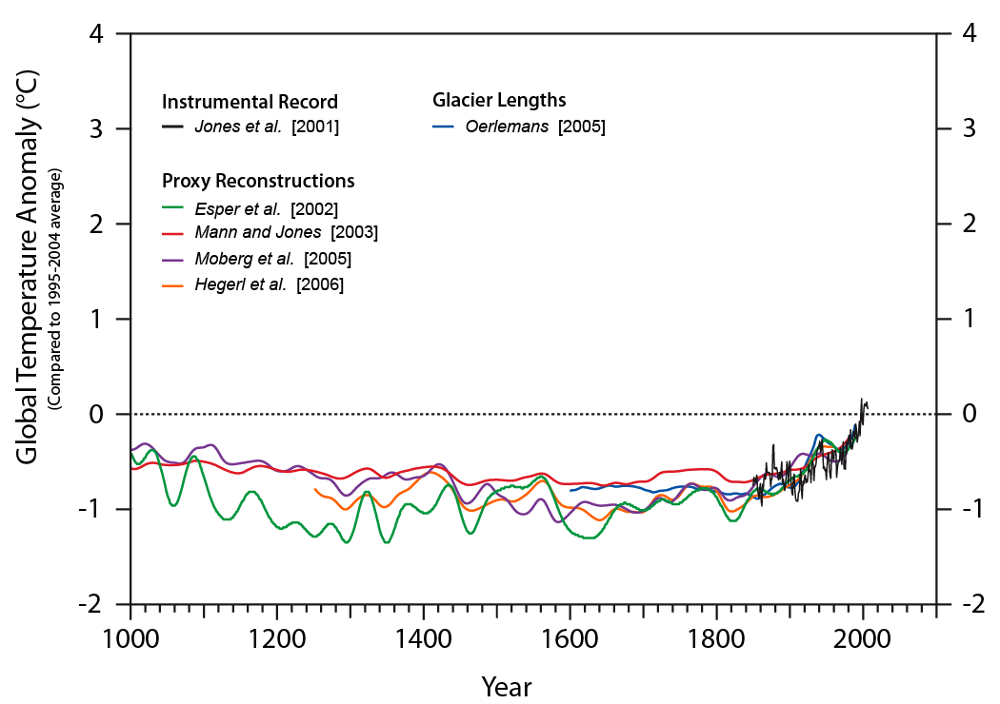 Global Temperature Anomaly (°C)
(Compared to 1995-2004 average)
4
3
2
1
0
-1
-2
Instrumental Record
Jones et al. [2001]
Glacier Lengths
Oerlemans [2005]
Proxy Reconstructions
Esper et al. [2002]
Mann and Jones [2003]
Moberg et al. [2005]
Hegerl et al. [2006]
4
3
2
1
0
-1
-2
1000 1200 1400 1600 1800 2000
Year